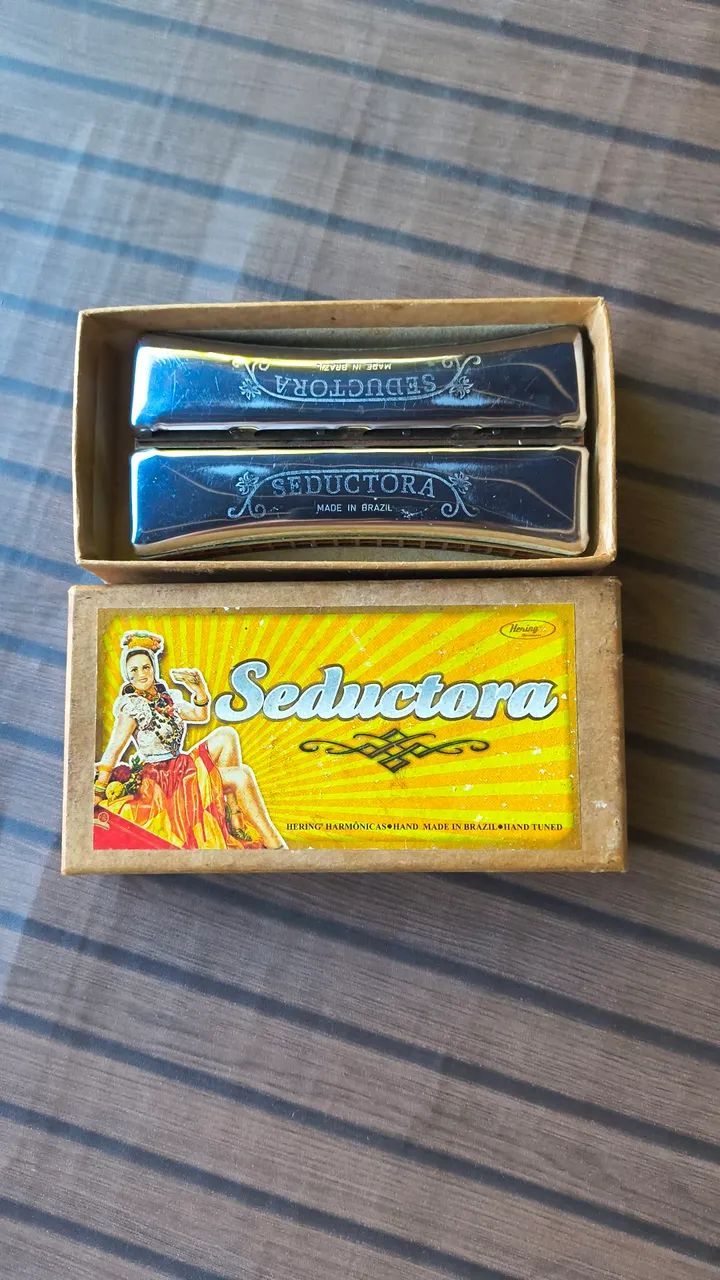 SEDUCTORA
MADE IN BRAZIL
SEDUCTORA
MADE IN BRAZIL
Hering
Seductora
HERING® HARMÔNICAS●HAND MADE IN BRAZIL●HAND TUNED